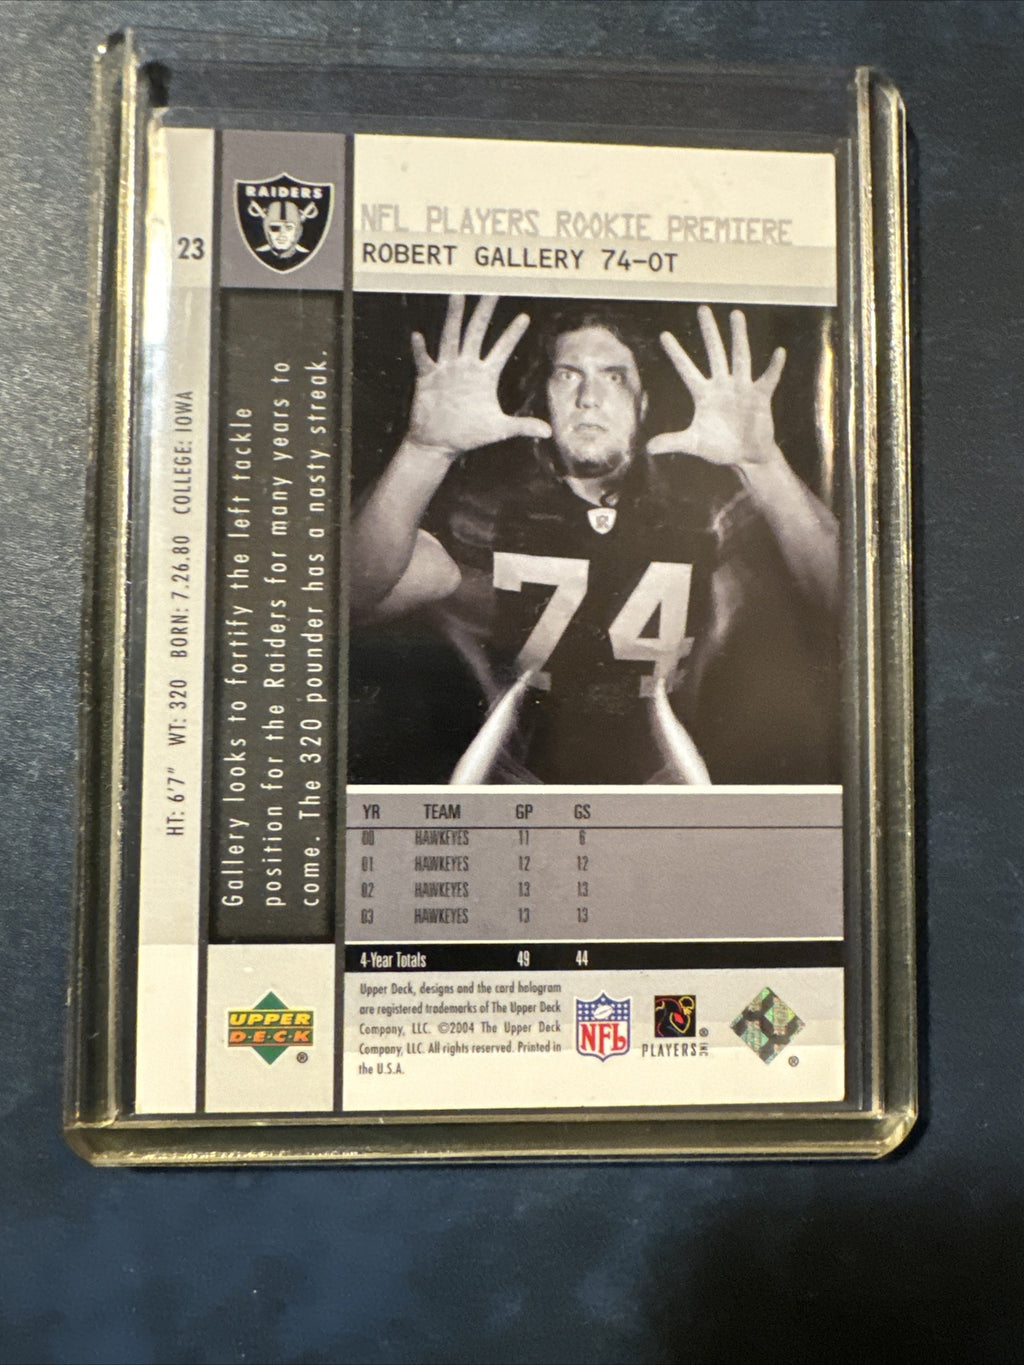 23
RAIDERS
NFL PLAYERS ROOKIE PREMIERE
ROBERT GALLERY 74-OT
HT: 6'7" WT: 320 BORN: 7.26.80 COLLEGE: IOWA
Gallery looks to fortify the left tackle
position for the Raiders for many years to
come. The 320 pounder has a nasty streak.
74
YR TEAM GP GS
00 HAWKEYES 11 6
01 HAWKEYES 12 12
02 HAWKEYES 13 13
03 HAWKEYES 13 13
4-Year Totals 49 44
UPPER
D•E•C•K
®
Upper Deck, designs and the card hologram
are registered trademarks of The Upper Deck
Company, LLC. ©2004 The Upper Deck
Company, LLC. All rights reserved. Printed in
the U.S.A.
NFL
PLAYERS INC ®
®